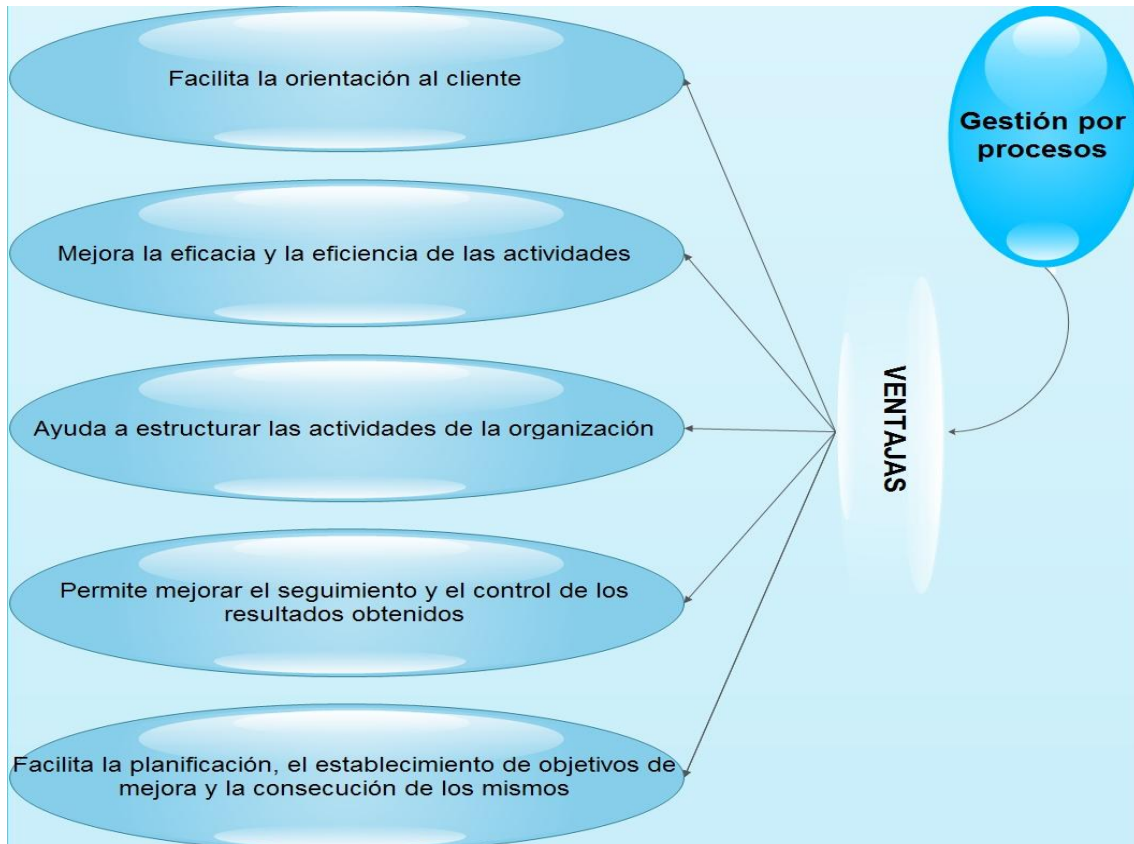 Gestión por
procesos
VENTAJAS
Facilita la orientación al cliente
Mejora la eficacia y la eficiencia de las actividades
Ayuda a estructurar las actividades de la organización
Permite mejorar el seguimiento y el control de los
resultados obtenidos
Facilita la planificación, el establecimiento de objetivos de
mejora y la consecución de los mismos